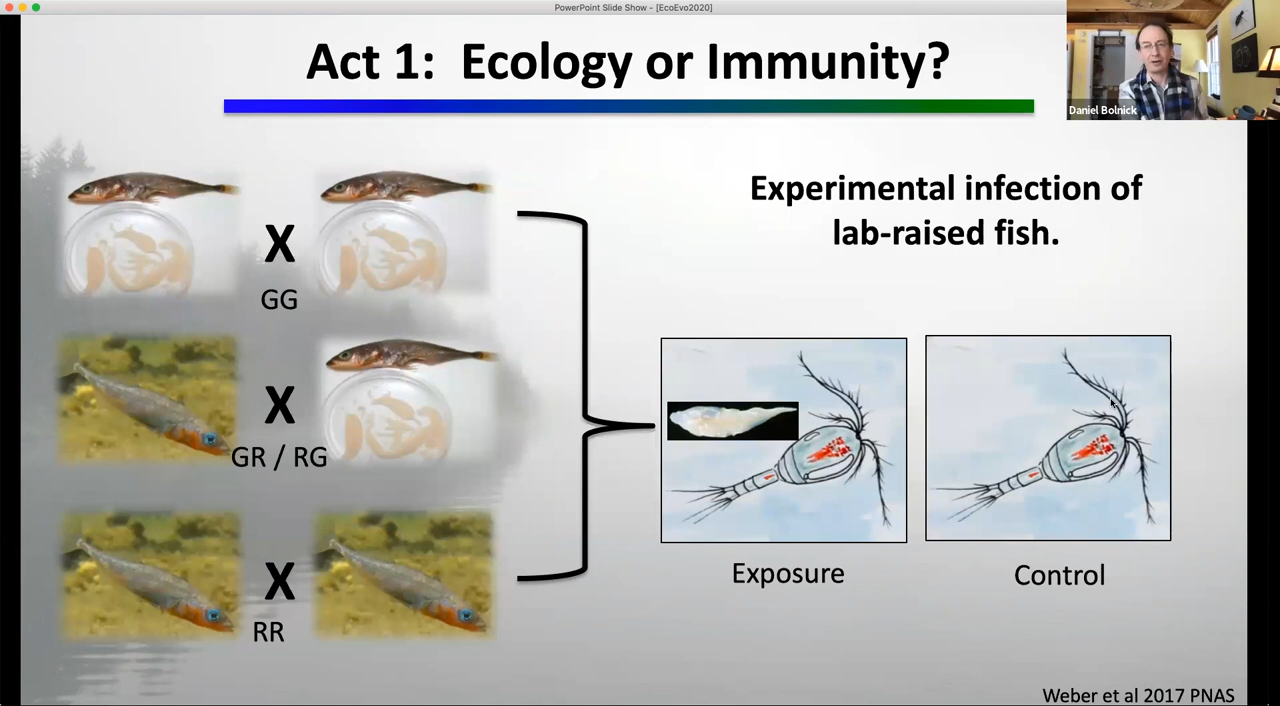 PowerPoint Slide Show - [EcoEvo2020]
Act 1: Ecology or Immunity?
Daniel Bolnick
Experimental infection of
lab-raised fish.
X
GG
X
GR / RG
X
RR
Exposure
Control
Weber et al 2017 PNAS